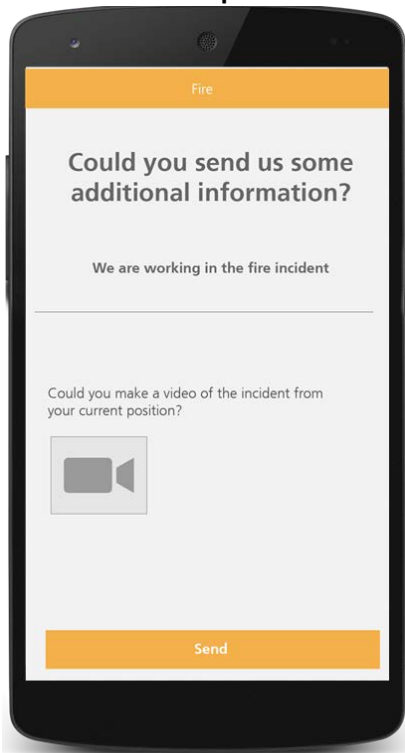 Fire
Could you send us some
additional information?
We are working in the fire incident
Could you make a video of the incident from
your current position?
Send